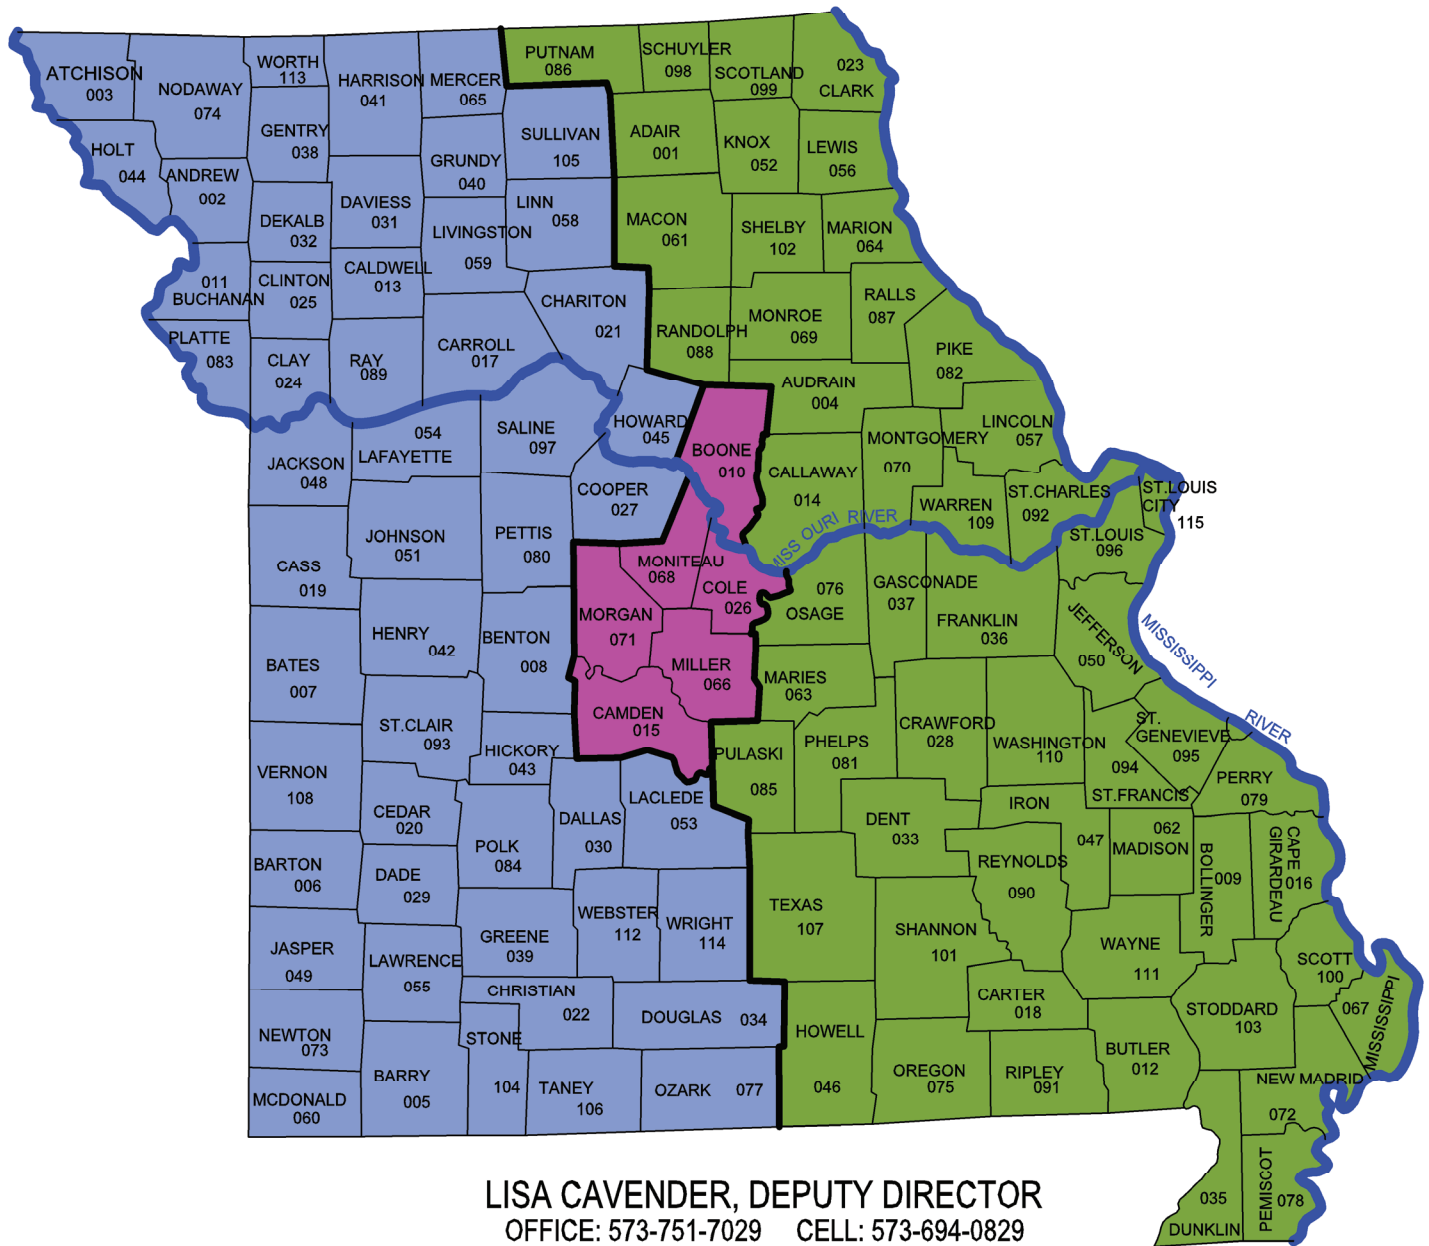 ATCHISON
003
NODAWAY
074
WORTH
113
HARRISON
041
MERCER
065
PUTNAM
086
SCHUYLER
098
SCOTLAND
099
023
CLARK
HOLT
044
ANDREW
002
GENTRY
038
GRUNDY
040
SULLIVAN
105
ADAIR
001
KNOX
052
LEWIS
056
DEKALB
032
DAVIESS
031
LIVINGSTON
059
LINN
058
MACON
061
SHELBY
102
MARION
064
011
BUCHANAN
CLINTON
025
CALDWELL
013
CHARITON
021
RANDOLPH
088
MONROE
069
RALLS
087
PIKE
082
PLATTE
083
CLAY
024
RAY
089
CARROLL
017
AUDRAIN
004
054
LAFAYETTE
SALINE
097
HOWARD
045
BOONE
010
MONTGOMERY
070
LINCOLN
057
JACKSON
048
COOPER
027
CALLAWAY
014
WARREN
109
ST.CHARLES
092
ST.LOUIS
CITY
115
JOHNSON
051
PETTIS
080
MISS OURI RIVER
ST.LOUIS
096
CASS
019
MONITEAU
068
COLE
026
076
OSAGE
GASCONADE
037
FRANKLIN
036
JEFFERSON
050
MISSISSIPPI
RIVER
HENRY
042
BENTON
008
MORGAN
071
MILLER
066
MARIES
063
BATES
007
ST.CLAIR
093
HICKORY
043
CAMDEN
015
PULASKI
085
PHELPS
081
CRAWFORD
028
WASHINGTON
110
ST.
GENEVIEVE
095
094
ST.FRANCIS
PERRY
079
VERNON
108
CEDAR
020
POLK
084
DALLAS
030
LACLEDE
053
DENT
033
IRON
047
REYNOLDS
090
062
MADISON
BOLLINGER
009
CAPE
GIRARDEAU
016
BARTON
006
DADE
029
GREENE
039
WEBSTER
112
WRIGHT
114
TEXAS
107
SHANNON
101
WAYNE
111
SCOTT
100
JASPER
049
LAWRENCE
055
CHRISTIAN
022
DOUGLAS 034
HOWELL
046
CARTER
018
STODDARD
103
067
MISSISSIPPI
NEWTON
073
STONE
104
BARRY
005
TANEY
106
OZARK 077
OREGON
075
RIPLEY
091
BUTLER
012
NEW MADRID
072
MCDONALD
060
PEMISCOT
078
035
DUNKLIN
LISA CAVENDER, DEPUTY DIRECTOR
OFFICE: 573-751-7029 CELL: 573-694-0829